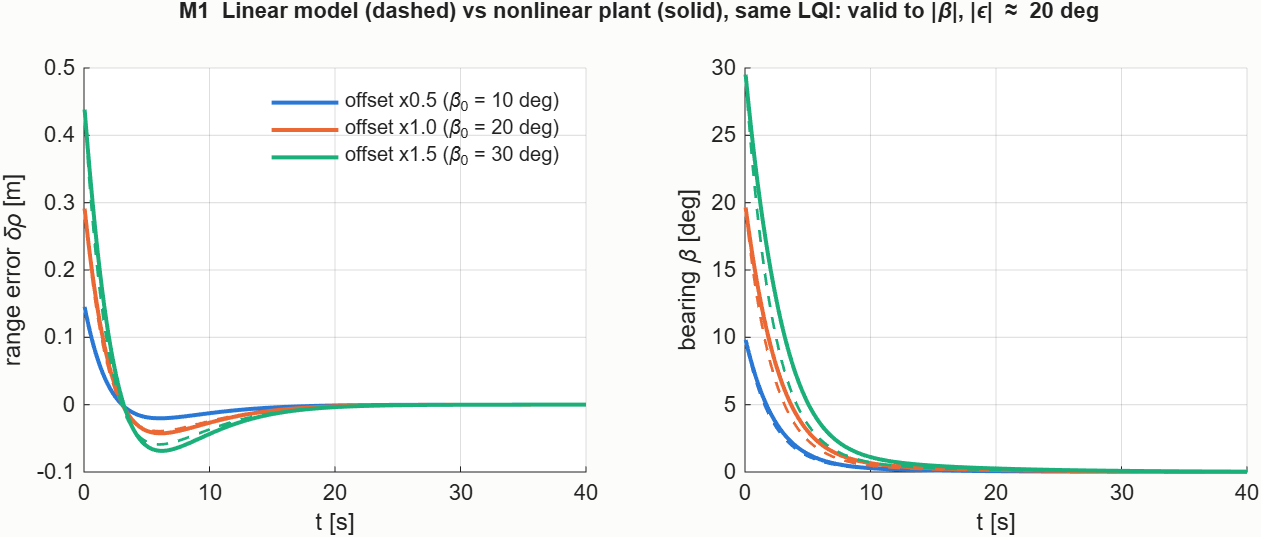 M1 Linear model (dashed) vs nonlinear plant (solid), same LQI: valid to |β|, |ϵ| ≈ 20 deg
0.5
0.4
0.3
0.2
0.1
0
-0.1
range error δρ [m]
offset x0.5 (β₀ = 10 deg)
offset x1.0 (β₀ = 20 deg)
offset x1.5 (β₀ = 30 deg)
0 10 20 30 40
t [s]
30
25
20
15
10
5
0
bearing β [deg]
0 10 20 30 40
t [s]